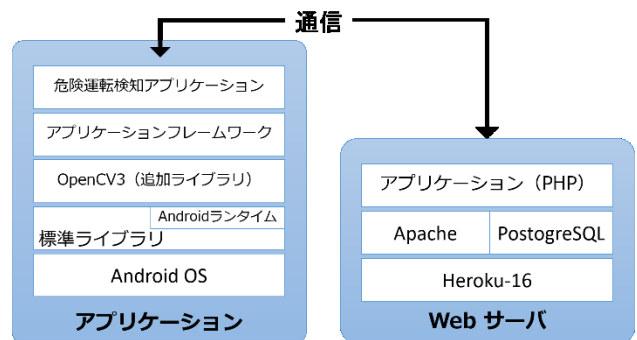 通信
危険運転検知アプリケーション
アプリケーションフレームワーク
OpenCV3（追加ライブラリ）
Androidランタイム
標準ライブラリ
Android OS
アプリケーション
アプリケーション（PHP）
Apache
PostogreSQL
Heroku-16
Web サーバ